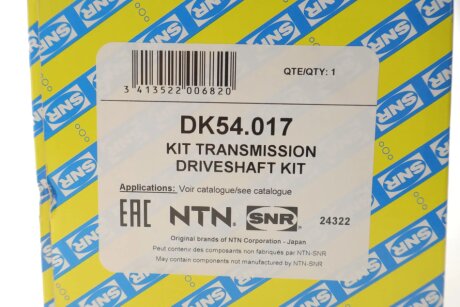 QTE/QTY: 1
3 413522 006820
DK54.017
KIT TRANSMISSION
DRIVESHAFT KIT
Applications: Voir catalogue/see catalogue
EAC NTN® SNR® 24322
Original brands of NTN Corporation - Japan
Peut contenir des composants non fabriqués par NTN-SNR
May contain components not manufactured by NTN-SNR
SNR
SNR
SNR
SNR
SNR